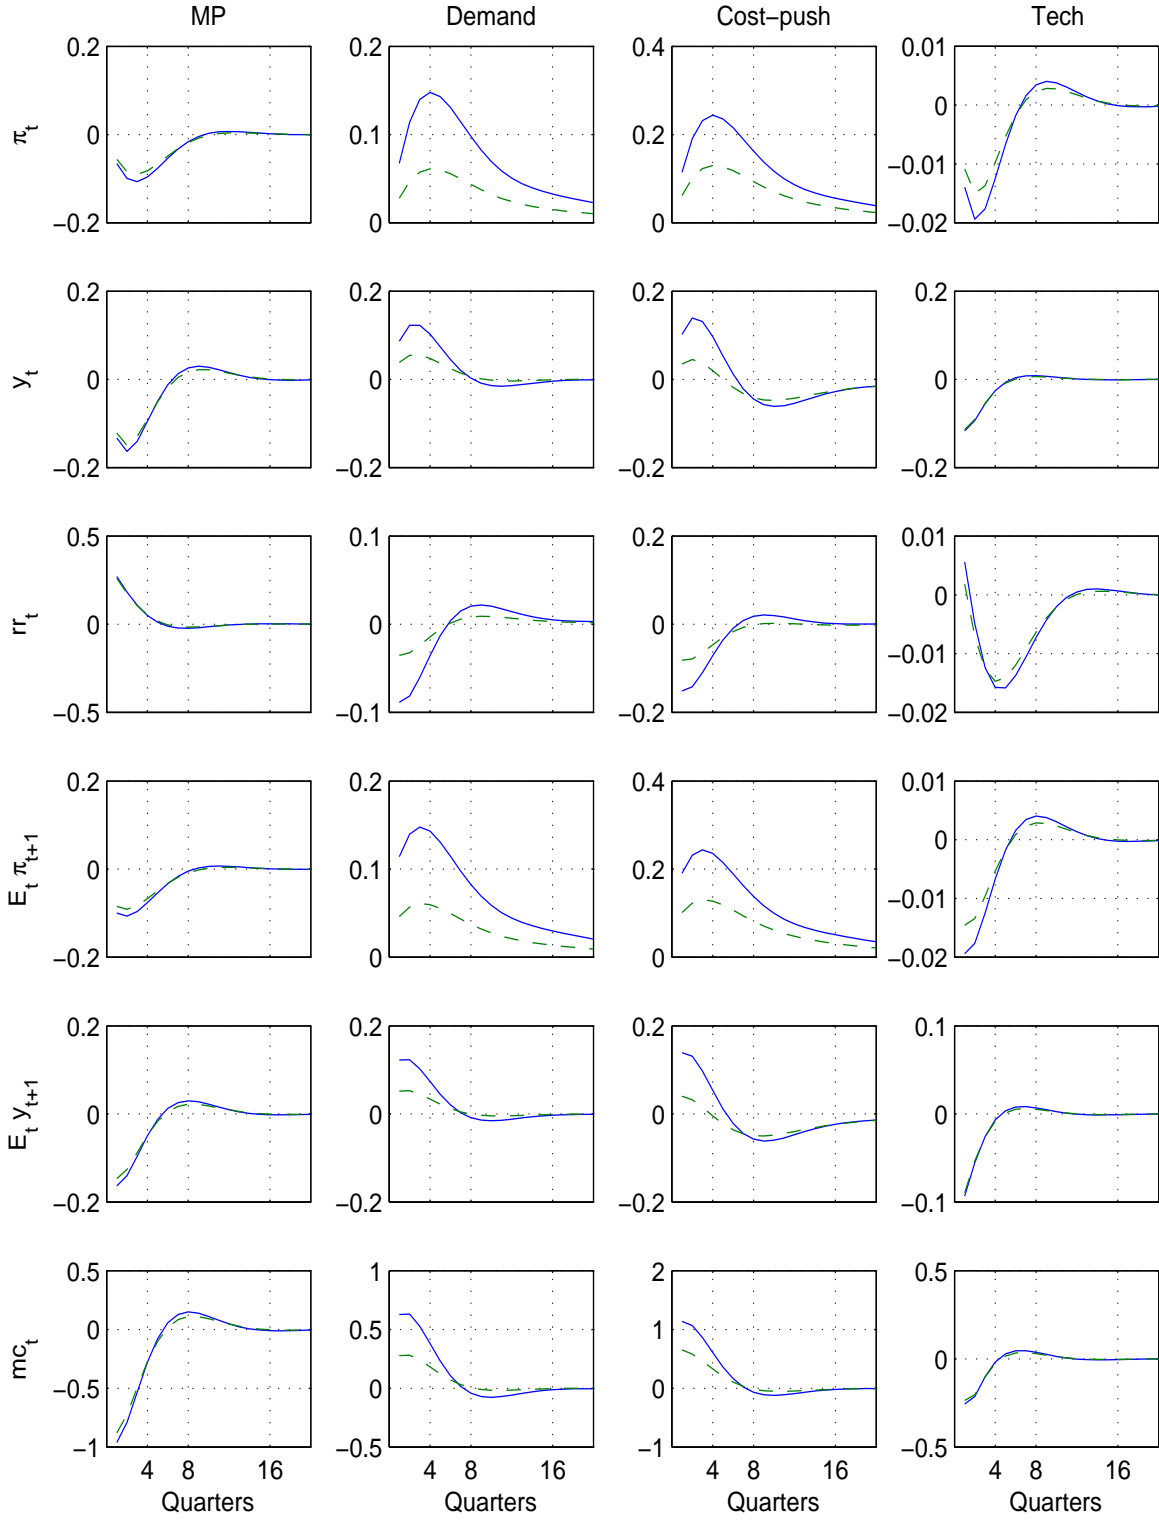 MP Demand Cost−push Tech
0.2 0.2 0.4 0.01
π_t 0 0.1 0.2 0
−0.01
−0.2 0 0 −0.02
0.2 0.2 0.2 0.2
y_t 0 0 0 0
−0.2 −0.2 −0.2 −0.2
0.5 0.1 0.2 0.01
rr_t 0 0 0 0
−0.01
−0.5 −0.1 −0.2 −0.02
0.2 0.2 0.4 0.01
E_t π_{t+1} 0 0.1 0.2 0
−0.01
−0.2 0 0 −0.02
0.2 0.2 0.2 0.1
E_t y_{t+1} 0 0 0 0
−0.2 −0.2 −0.2 −0.1
0.5 1 2 0.5
mc_t 0 0.5 1 0
−0.5 0 0
−1 −0.5 −1 −0.5
4 8 16 4 8 16 4 8 16 4 8 16
Quarters Quarters Quarters Quarters